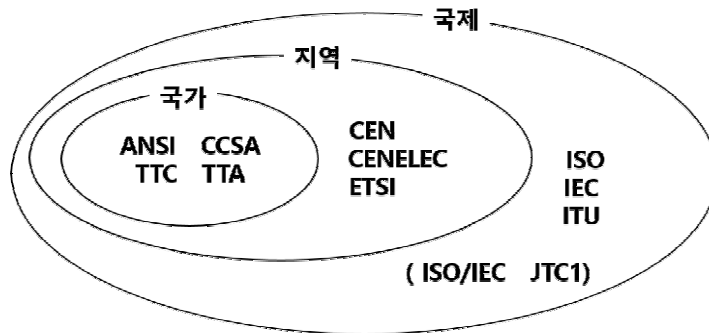 국제
지역
국가
ANSI CCSA
TTC TTA
CEN
CENELEC
ETSI
ISO
IEC
ITU
( ISO/IEC JTC1)